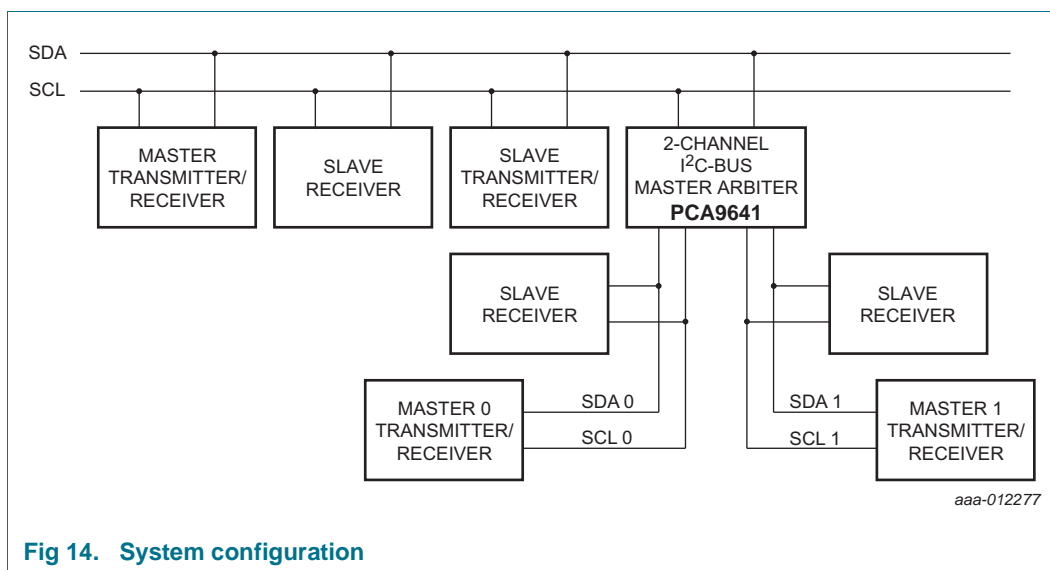 SDA
SCL
MASTER
TRANSMITTER/
RECEIVER
SLAVE
RECEIVER
SLAVE
TRANSMITTER/
RECEIVER
2-CHANNEL
I²C-BUS
MASTER ARBITER
PCA9641
SLAVE
RECEIVER
SLAVE
RECEIVER
MASTER 0
TRANSMITTER/
RECEIVER
SDA 0
SCL 0
SDA 1
SCL 1
MASTER 1
TRANSMITTER/
RECEIVER
aaa-012277
Fig 14. System configuration